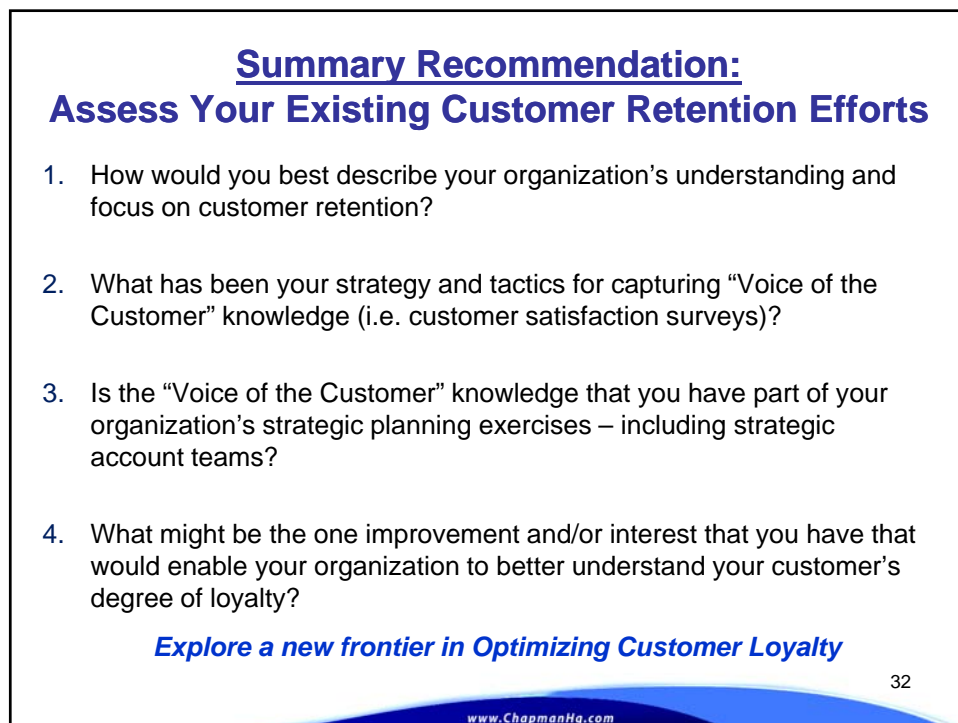 Summary Recommendation:
Assess Your Existing Customer Retention Efforts
1. How would you best describe your organization’s understanding and
focus on customer retention?
2. What has been your strategy and tactics for capturing “Voice of the
Customer” knowledge (i.e. customer satisfaction surveys)?
3. Is the “Voice of the Customer” knowledge that you have part of your
organization’s strategic planning exercises – including strategic
account teams?
4. What might be the one improvement and/or interest that you have that
would enable your organization to better understand your customer’s
degree of loyalty?
Explore a new frontier in Optimizing Customer Loyalty
32
www.ChapmanHq.com